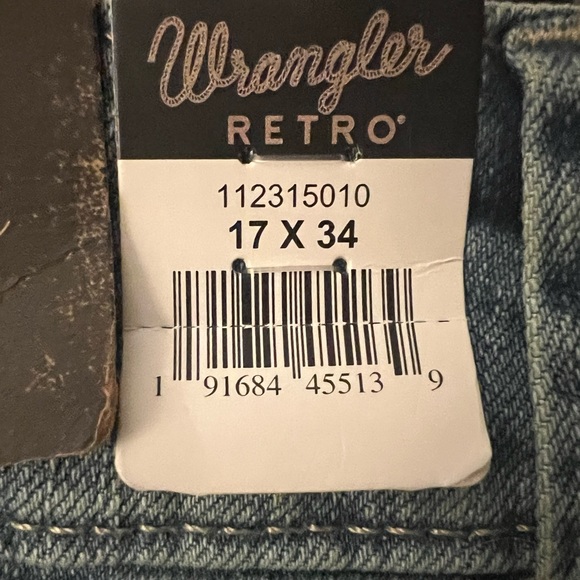 Wrangler
RETRO®
112315010
17 X 34
1 91684 45513 9